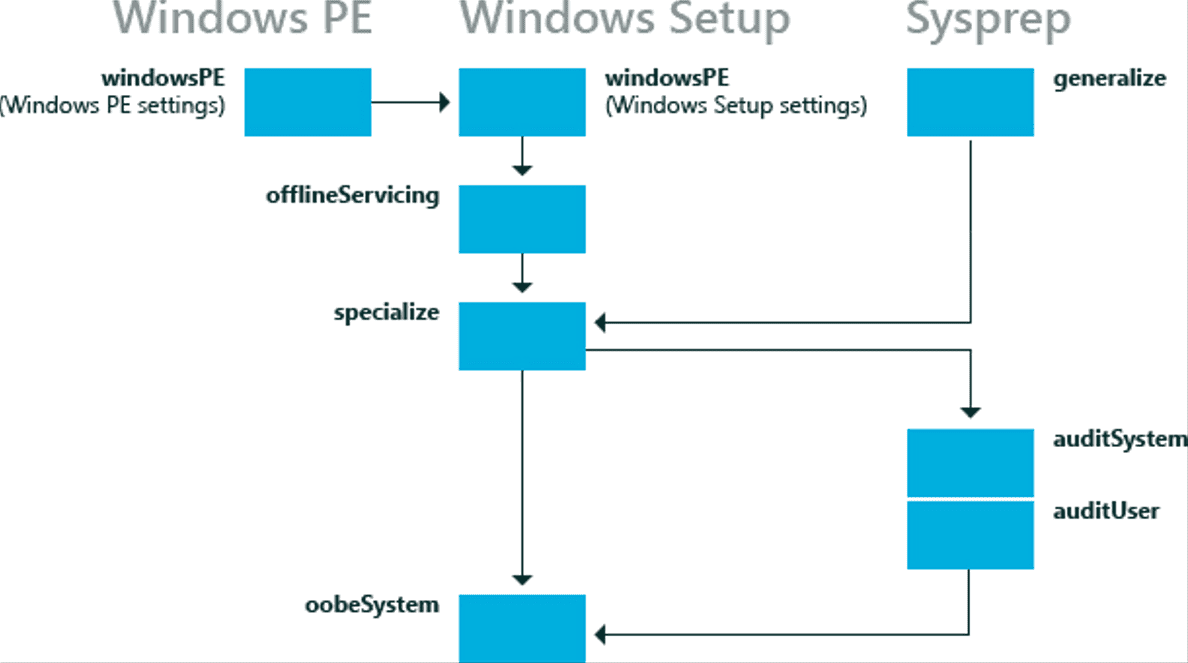 Windows PE
Windows Setup
Sysprep
windowsPE
(Windows PE settings)
windowsPE
(Windows Setup settings)
generalize
offlineServicing
specialize
auditSystem
auditUser
oobeSystem